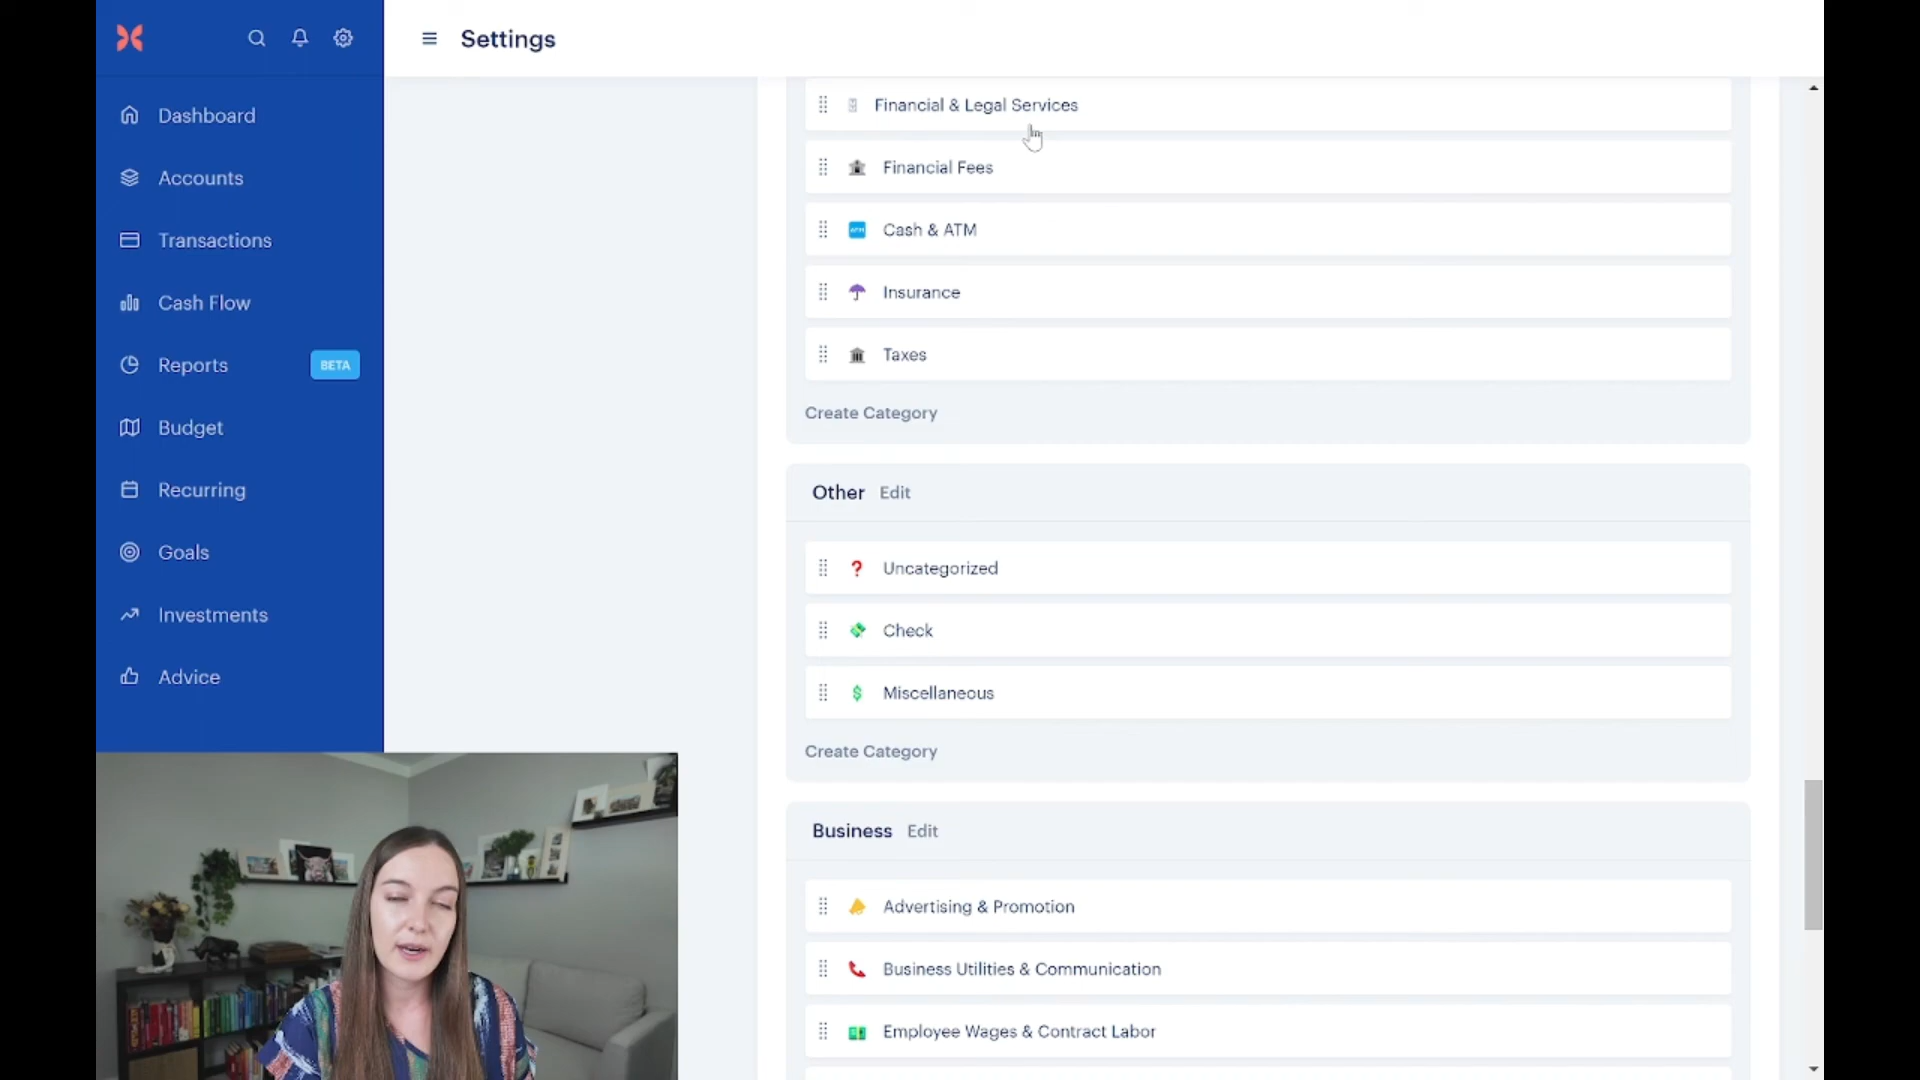 Settings
Dashboard
Accounts
Transactions
Cash Flow
Reports BETA
Budget
Recurring
Goals
Investments
Advice
Financial & Legal Services
Financial Fees
ATM Cash & ATM
Insurance
Taxes
Create Category
Other Edit
? Uncategorized
Check
$ Miscellaneous
Create Category
Business Edit
Advertising & Promotion
Business Utilities & Communication
Employee Wages & Contract Labor